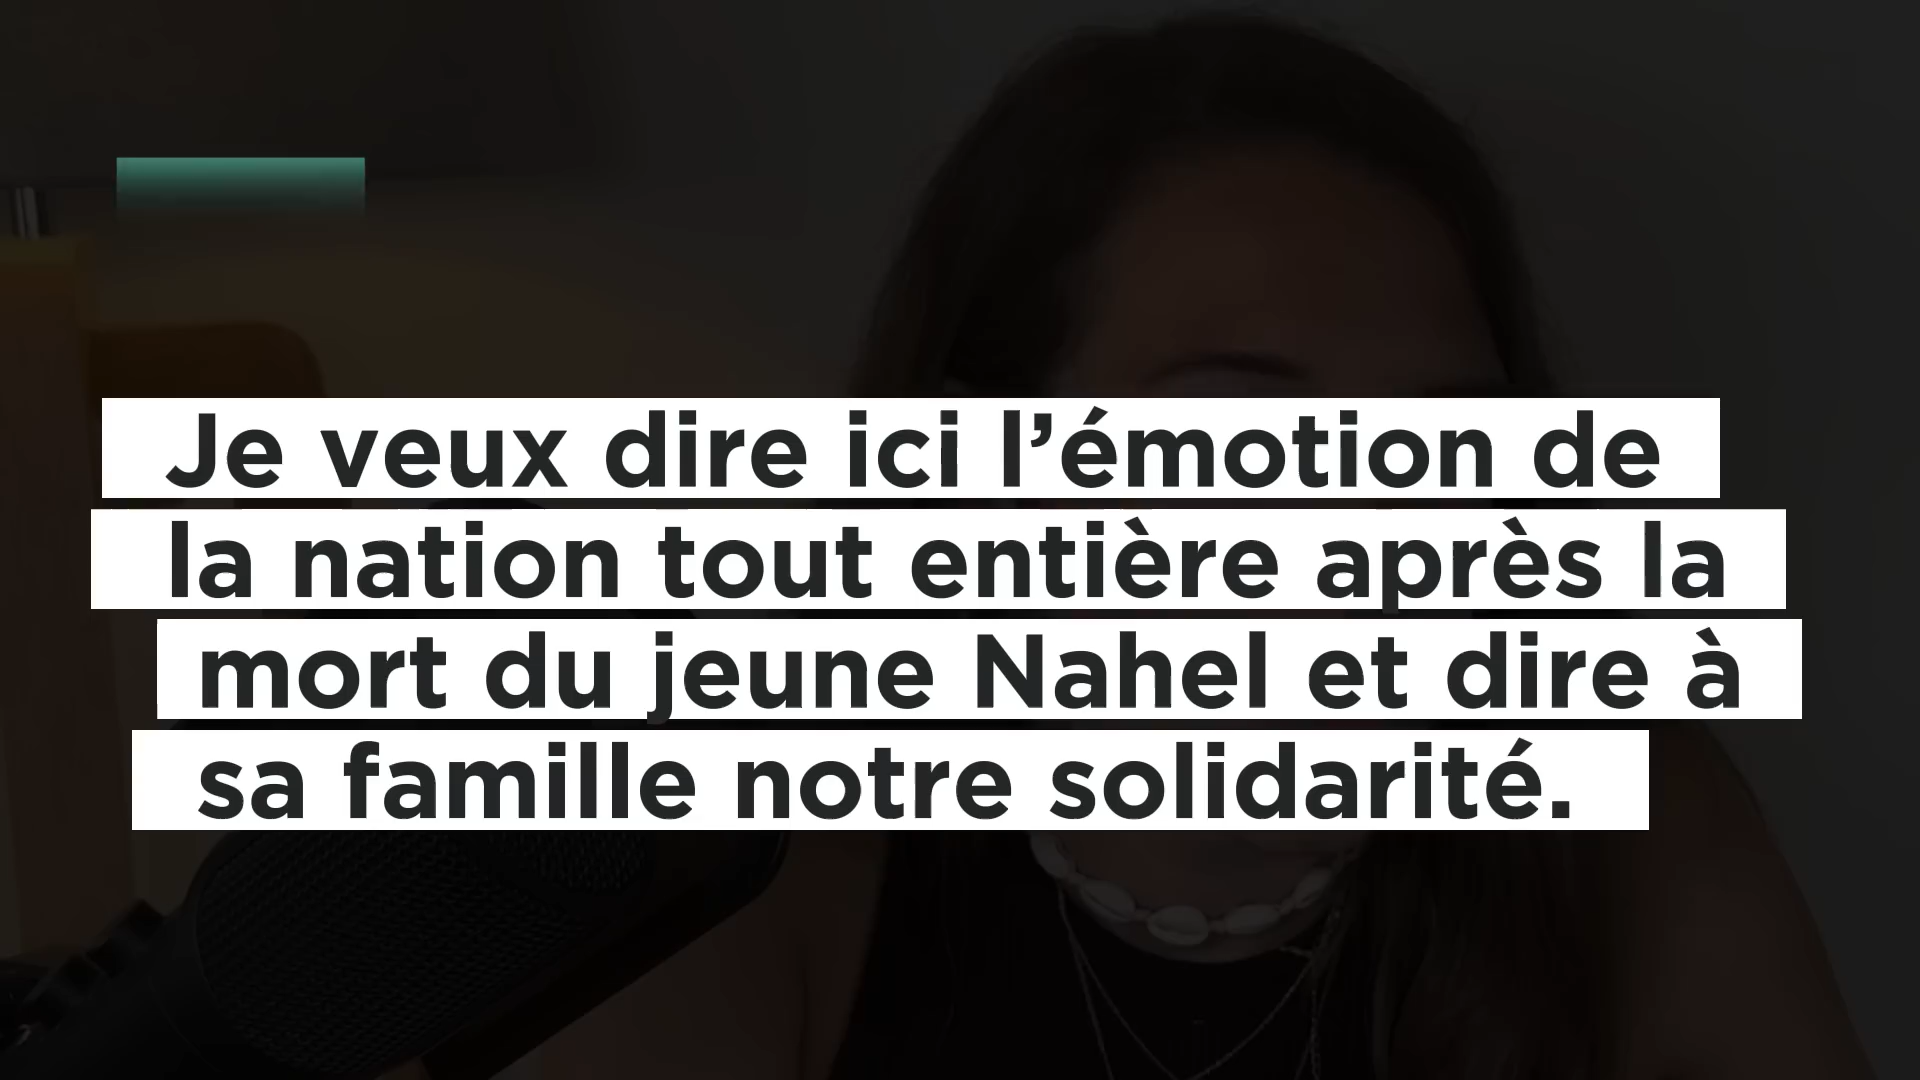 Je veux dire ici l’émotion de
la nation tout entière après la
mort du jeune Nahel et dire à
sa famille notre solidarité.